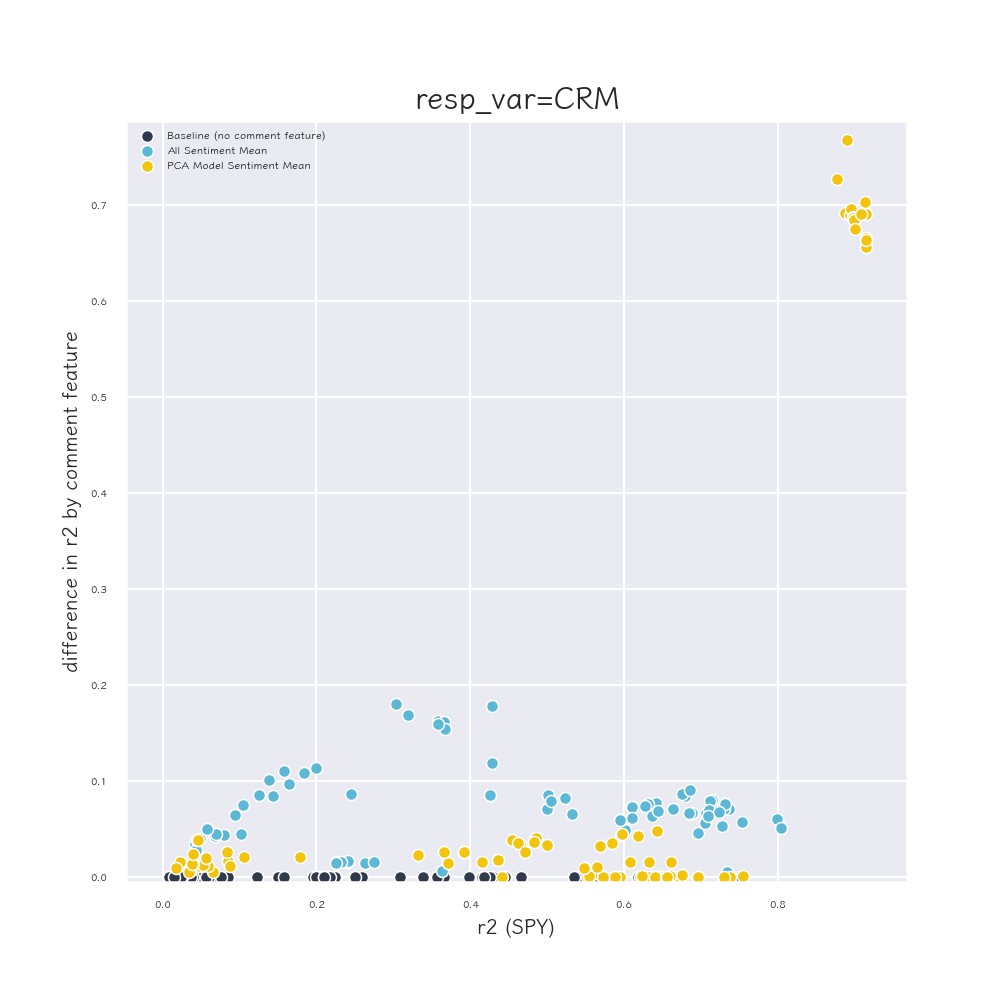 resp_var=CRM
Baseline (no comment feature)
All Sentiment Mean
PCA Model Sentiment Mean
difference in r2 by comment feature
0.7
0.6
0.5
0.4
0.3
0.2
0.1
0.0
0.0 0.2 0.4 0.6 0.8
r2 (SPY)